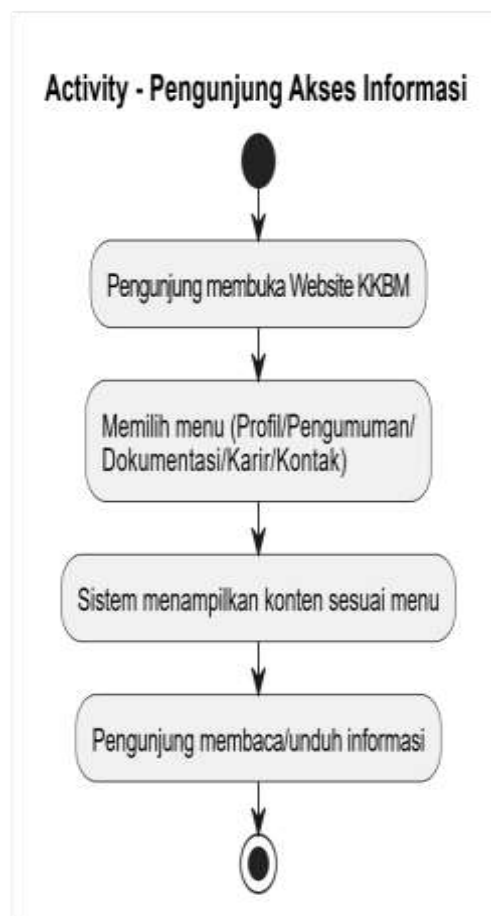 Activity - Pengunjung Akses Informasi
Pengunjung membuka Website KKBM
Memilih menu (Profil/Pengumuman/
Dokumentasi/Karir/Kontak)
Sistem menampilkan konten sesuai menu
Pengunjung membaca/unduh informasi